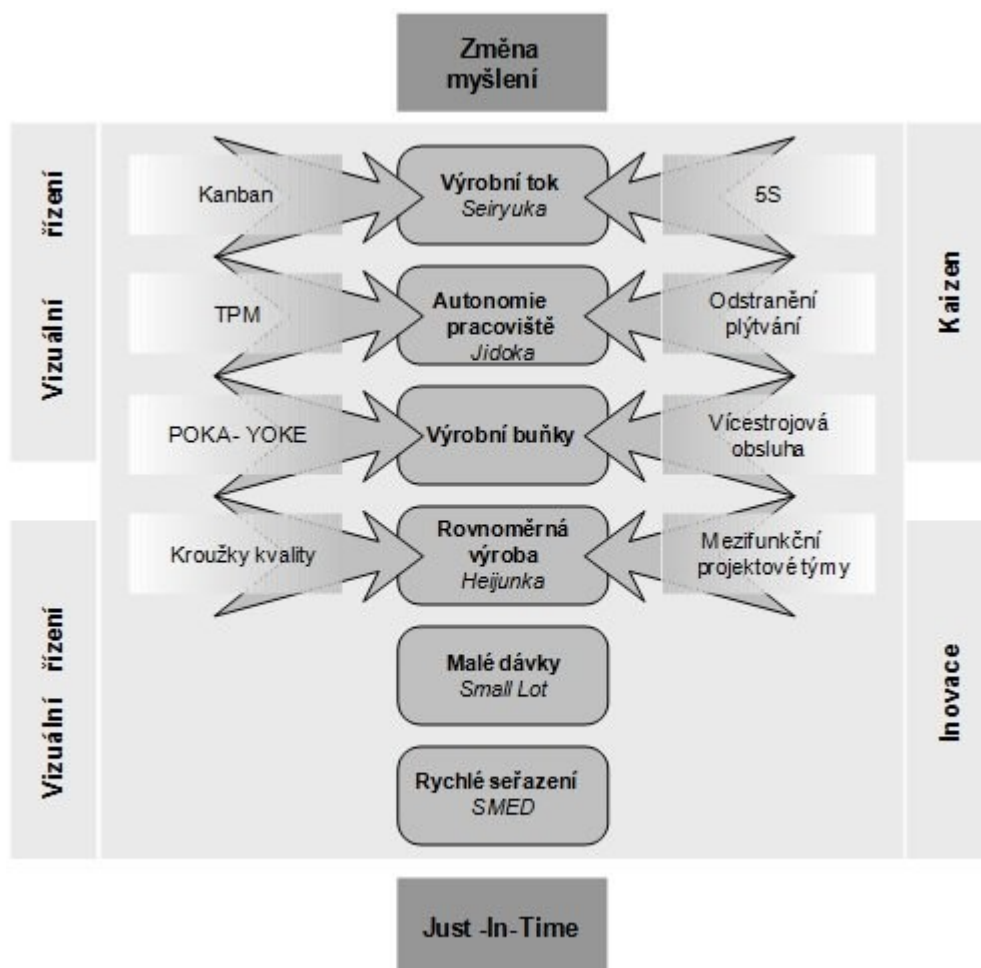 Změna
myšlení
Vizuální řízení
Kanban
Výrobní tok
Seiryuka
5S
Kaizen
TPM
Autonomie
pracoviště
Jidoka
Odstranění
plýtvání
POKA- YOKE
Výrobní buňky
Vícestrojová
obsluha
Vizuální řízení
Kroužky kvality
Rovnoměrná
výroba
Heijunka
Mezifunkční
projektové týmy
Inovace
Malé dávky
Small Lot
Rychlé seřazení
SMED
Just -In-Time